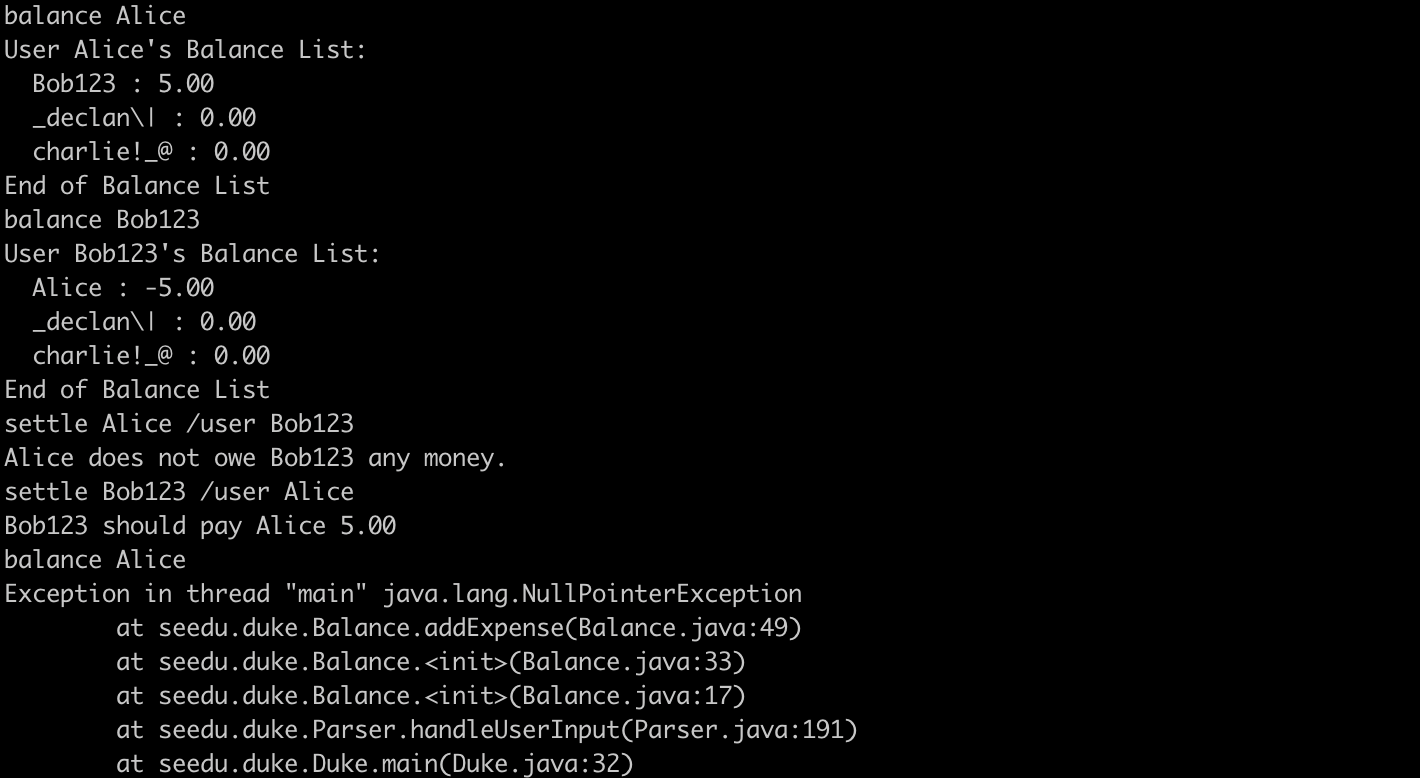 balance Alice
User Alice's Balance List:
  Bob123 : 5.00
  _declan\| : 0.00
  charlie!_@ : 0.00
End of Balance List
balance Bob123
User Bob123's Balance List:
  Alice : -5.00
  _declan\| : 0.00
  charlie!_@ : 0.00
End of Balance List
settle Alice /user Bob123
Alice does not owe Bob123 any money.
settle Bob123 /user Alice
Bob123 should pay Alice 5.00
balance Alice
Exception in thread "main" java.lang.NullPointerException
        at seedu.duke.Balance.addExpense(Balance.java:49)
        at seedu.duke.Balance.<init>(Balance.java:33)
        at seedu.duke.Balance.<init>(Balance.java:17)
        at seedu.duke.Parser.handleUserInput(Parser.java:191)
        at seedu.duke.Duke.main(Duke.java:32)